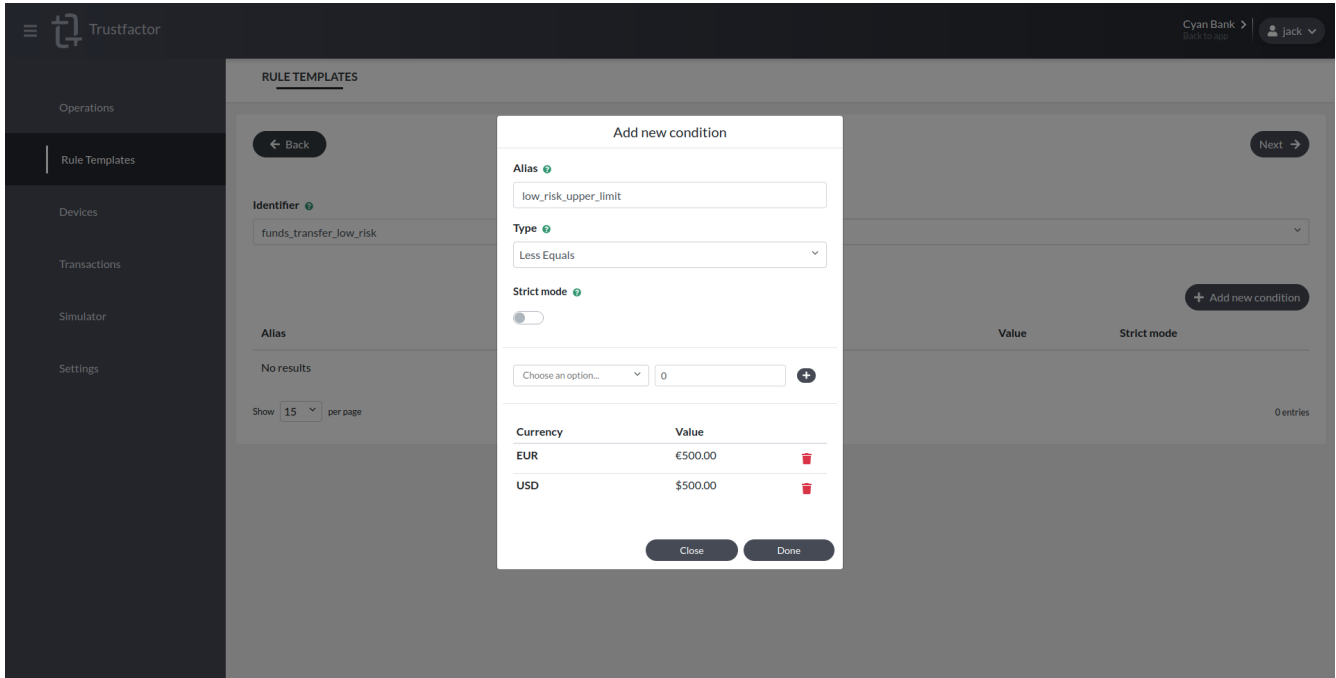 Trustfactor
Cyan Bank
Back to app
jack
RULE TEMPLATES
Operations
Rule Templates
Devices
Transactions
Simulator
Settings
Back
Next
Identifier
funds_transfer_low_risk
Add new condition
Alias
Value
Strict mode
No results
Show 15 per page
0 entries
Add new condition
Alias
low_risk_upper_limit
Type
Less Equals
Strict mode
Choose an option... 0
Currency Value
EUR €500.00
USD $500.00
Close Done